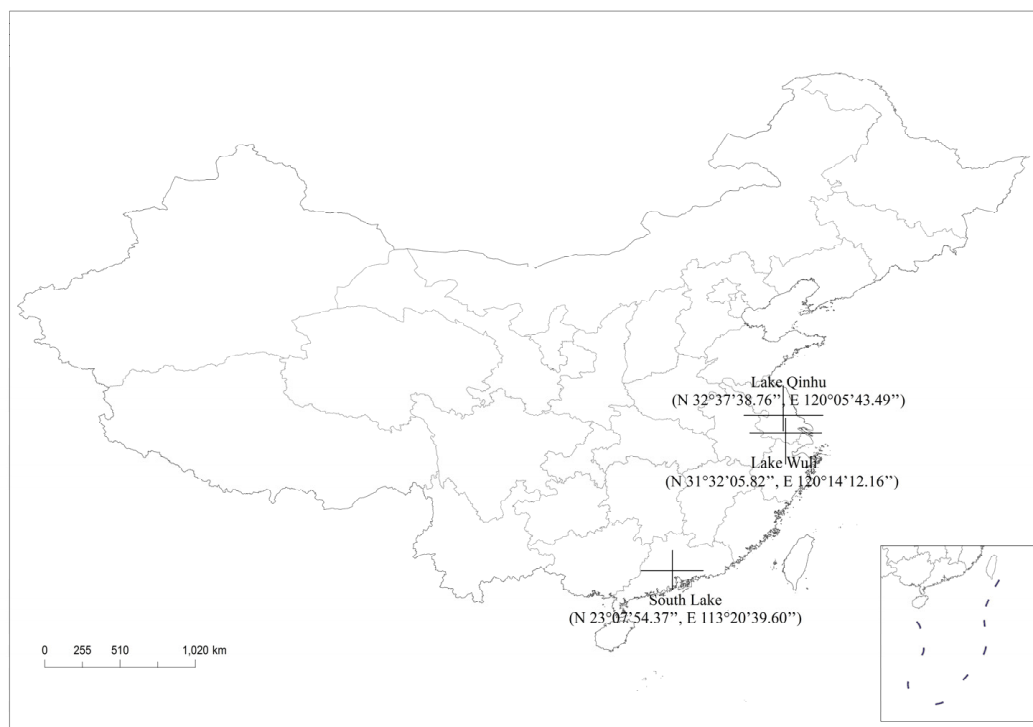 Lake Qinhu
(N 32°37’38.76’’, E 120°05’43.49’’)
Lake Wuli
(N 31°32’05.82’’, E 120°14’12.16’’)
South Lake
(N 23°07’54.37’’, E 113°20’39.60’’)
0 255 510 1,020 km